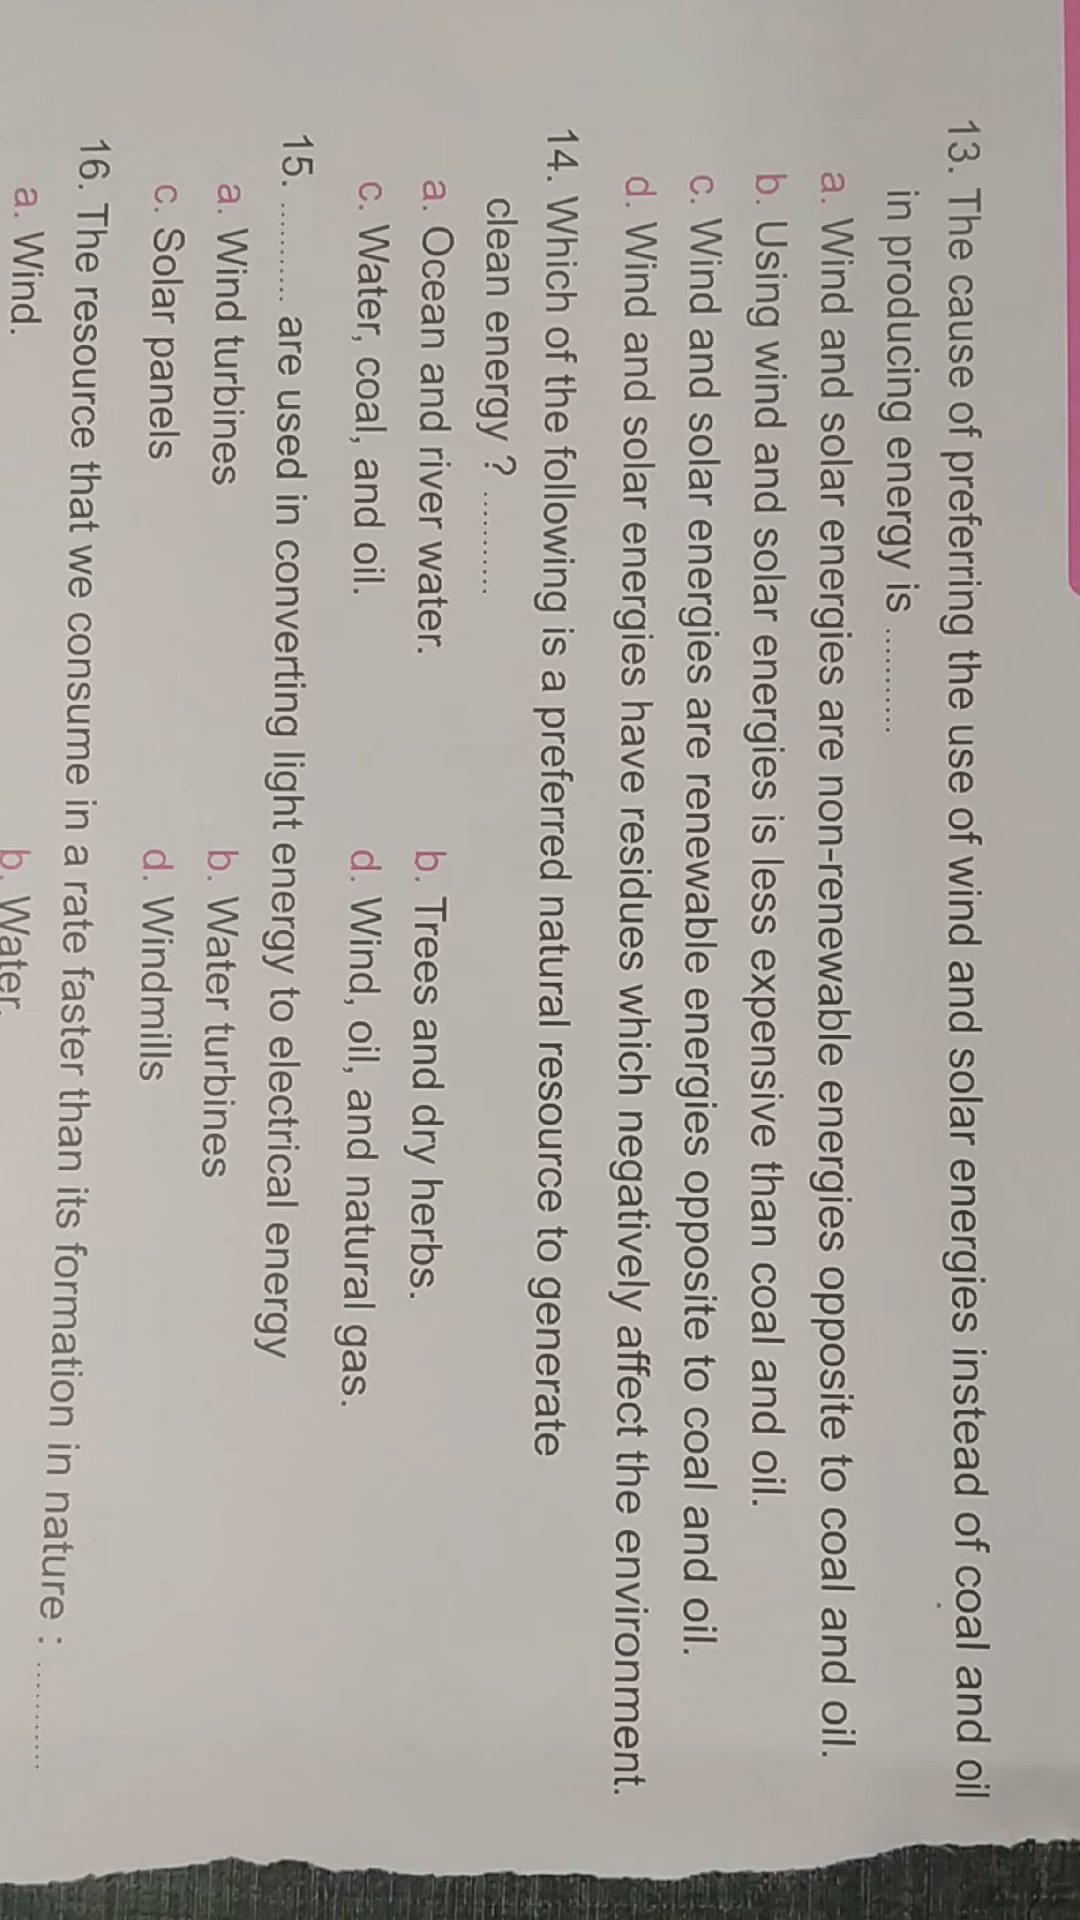 13. The cause of preferring the use of wind and solar energies instead of coal and oil
in producing energy is ..........
a. Wind and solar energies are non-renewable energies opposite to coal and oil.
b. Using wind and solar energies is less expensive than coal and oil.
c. Wind and solar energies are renewable energies opposite to coal and oil.
d. Wind and solar energies have residues which negatively affect the environment.
14. Which of the following is a preferred natural resource to generate
clean energy ? ..........
a. Ocean and river water. b. Trees and dry herbs.
c. Water, coal, and oil. d. Wind, oil, and natural gas.
15. .......... are used in converting light energy to electrical energy
a. Wind turbines b. Water turbines
c. Solar panels d. Windmills
16. The resource that we consume in a rate faster than its formation in nature : ..........
a. Wind. b. Water.